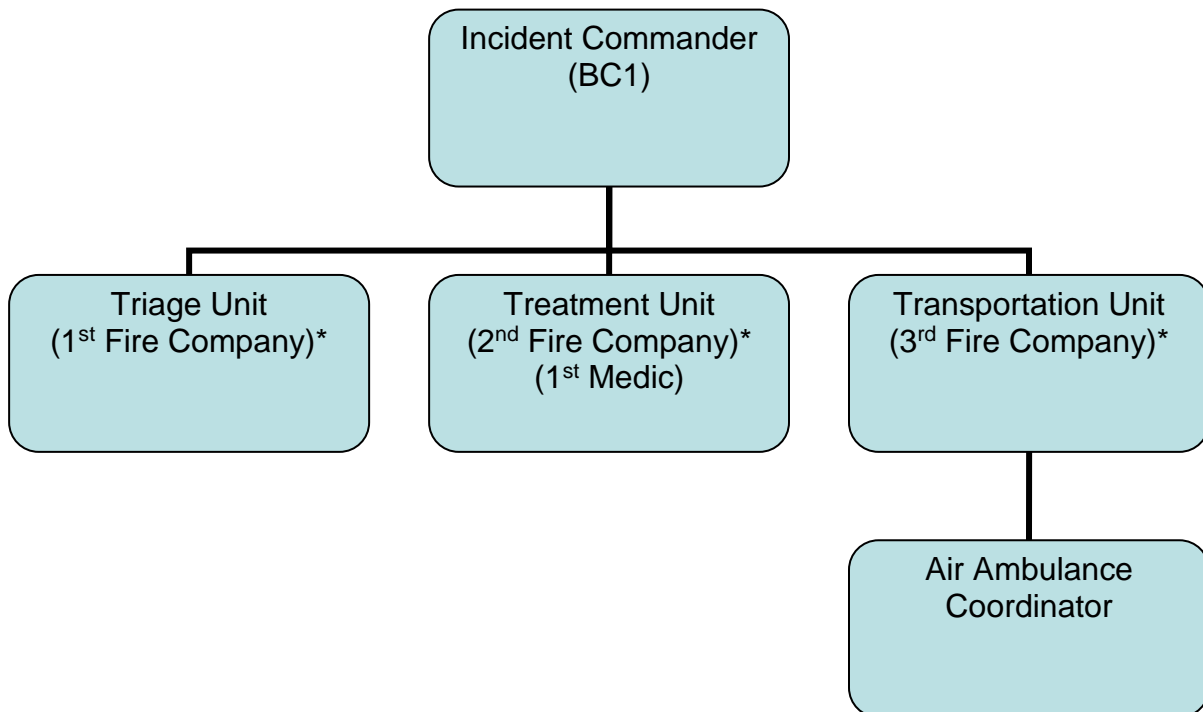 Incident Commander
(BC1)
Triage Unit
(1st Fire Company)*
Treatment Unit
(2nd Fire Company)*
(1st Medic)
Transportation Unit
(3rd Fire Company)*
Air Ambulance
Coordinator